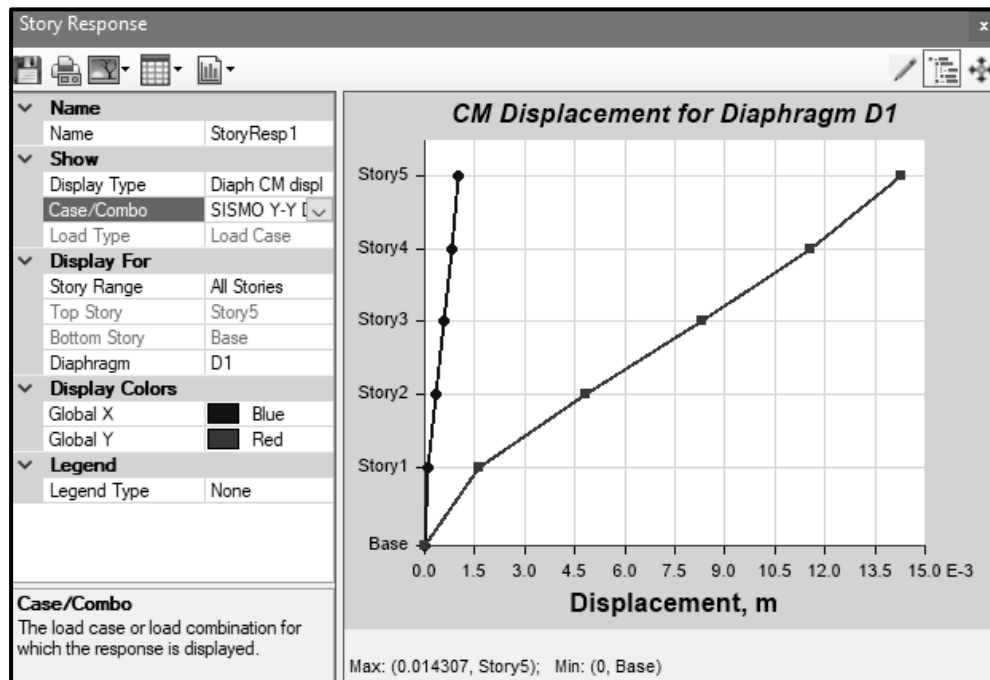 Story Response
x
Name
Name StoryResp1
Show
Display Type Diaph CM displ
Case/Combo SISMO Y-Y
Load Type Load Case
Display For
Story Range All Stories
Top Story Story5
Bottom Story Base
Diaphragm D1
Display Colors
Global X Blue
Global Y Red
Legend
Legend Type None
Case/Combo
The load case or load combination for
which the response is displayed.
CM Displacement for Diaphragm D1
Story5
Story4
Story3
Story2
Story1
Base
0.0 1.5 3.0 4.5 6.0 7.5 9.0 10.5 12.0 13.5 15.0 E-3
Displacement, m
Max: (0.014307, Story5); Min: (0, Base)